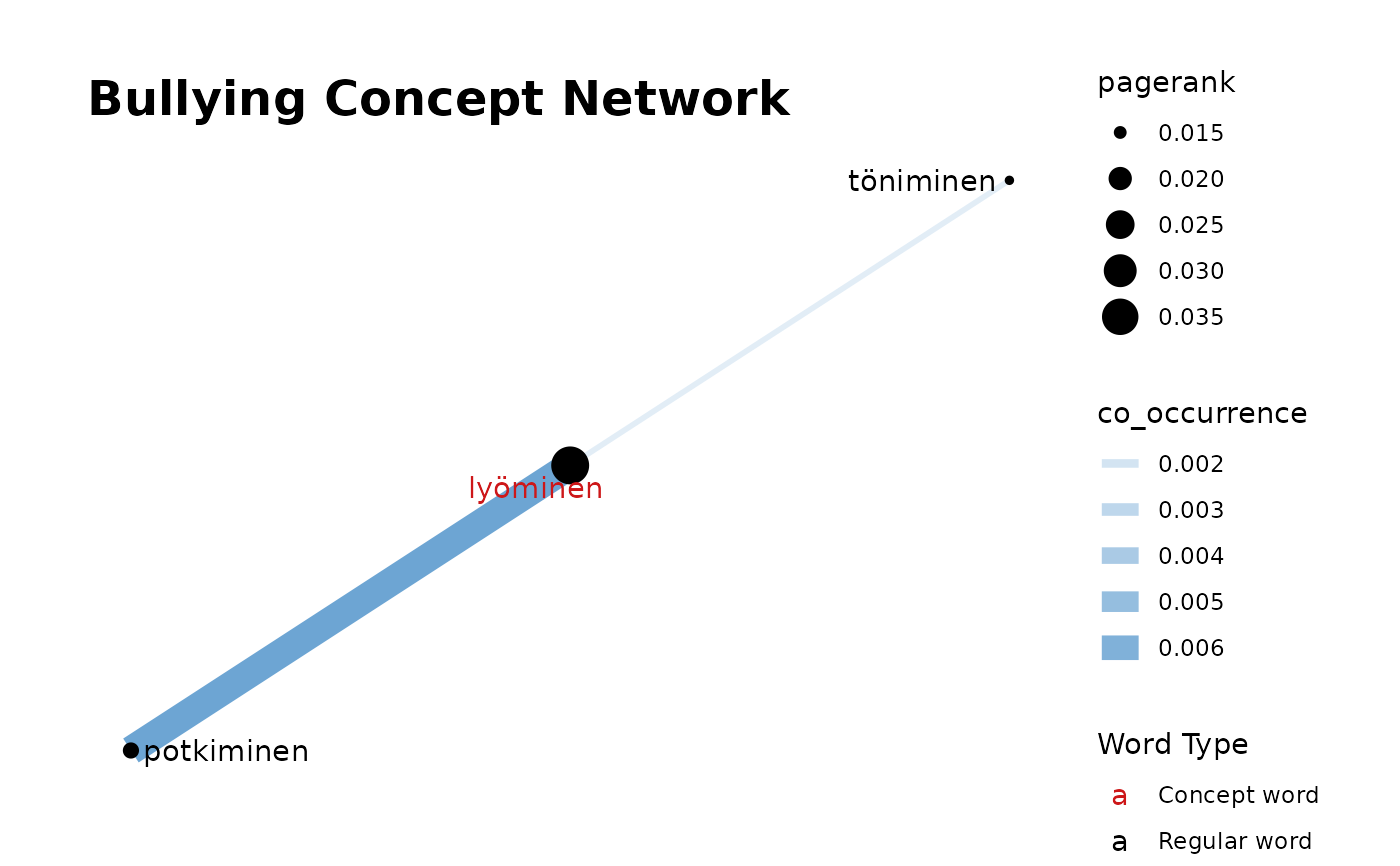 Bullying Concept Network
töniminen
lyöminen
potkiminen
pagerank
0.015
0.020
0.025
0.030
0.035
co_occurrence
0.002
0.003
0.004
0.005
0.006
Word Type
a Concept word
a Regular word